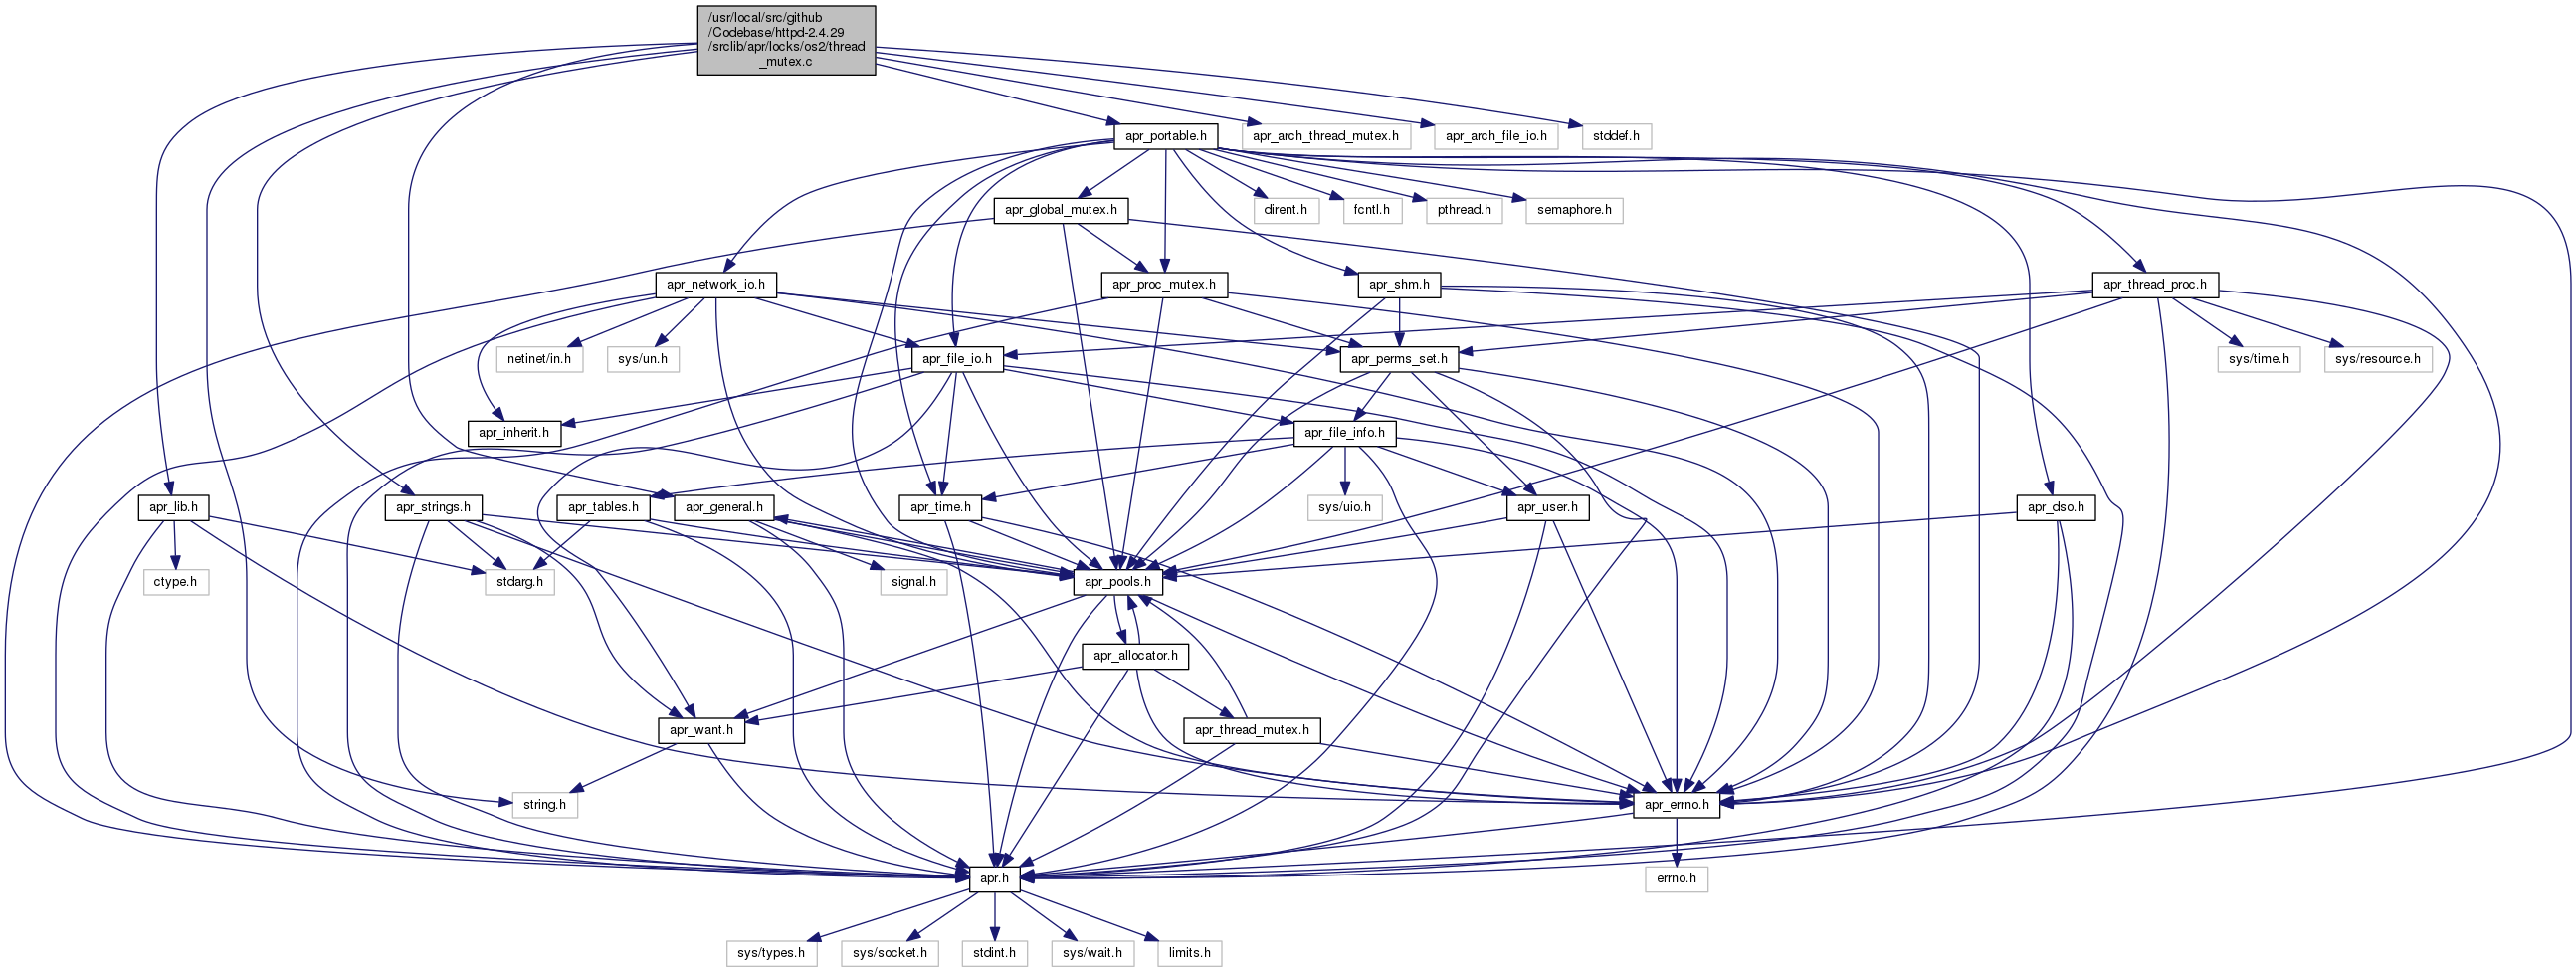 /usr/local/src/github
/Codebase/httpd-2.4.29
/srclib/apr/locks/os2/thread
_mutex.c
apr_portable.h
apr_arch_thread_mutex.h
apr_arch_file_io.h
stddef.h
apr_global_mutex.h
dirent.h
fcntl.h
pthread.h
semaphore.h
apr_network_io.h
apr_proc_mutex.h
apr_shm.h
apr_thread_proc.h
netinet/in.h
sys/un.h
apr_file_io.h
apr_perms_set.h
sys/time.h
sys/resource.h
apr_inherit.h
apr_file_info.h
apr_lib.h
apr_strings.h
apr_tables.h
apr_general.h
apr_time.h
sys/uio.h
apr_user.h
apr_dso.h
ctype.h
stdarg.h
signal.h
apr_pools.h
apr_allocator.h
apr_want.h
apr_thread_mutex.h
string.h
apr_errno.h
apr.h
errno.h
sys/types.h
sys/socket.h
stdint.h
sys/wait.h
limits.h